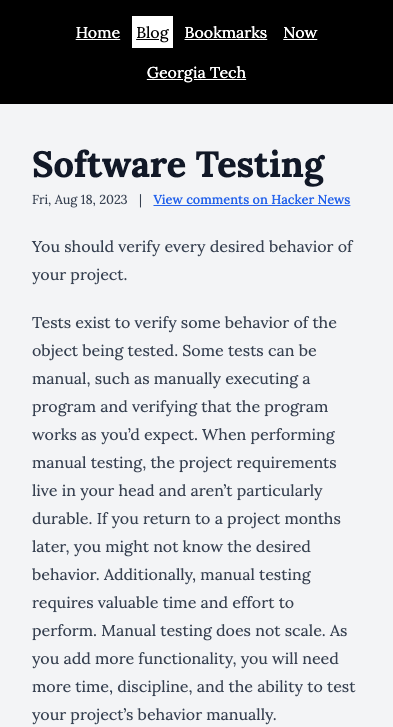 Home Blog Bookmarks Now
Georgia Tech
Software Testing
Fri, Aug 18, 2023 | View comments on Hacker News
You should verify every desired behavior of
your project.
Tests exist to verify some behavior of the
object being tested. Some tests can be
manual, such as manually executing a
program and verifying that the program
works as you’d expect. When performing
manual testing, the project requirements
live in your head and aren’t particularly
durable. If you return to a project months
later, you might not know the desired
behavior. Additionally, manual testing
requires valuable time and effort to
perform. Manual testing does not scale. As
you add more functionality, you will need
more time, discipline, and the ability to test
your project’s behavior manually.